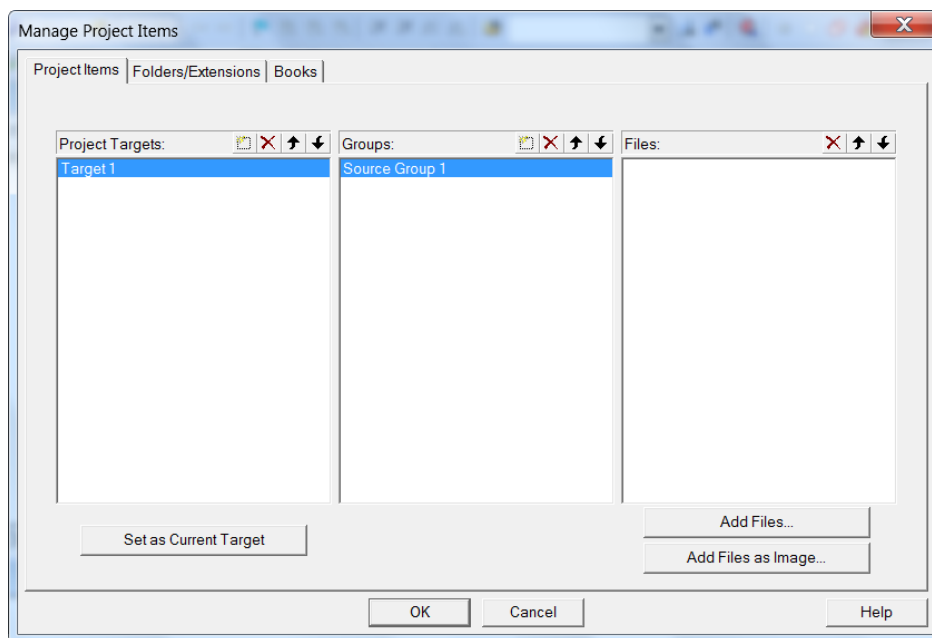 Manage Project Items
Project Items Folders/Extensions Books
Project Targets: Groups: Files:
Target 1 Source Group 1
Set as Current Target
Add Files...
Add Files as Image...
OK Cancel Help